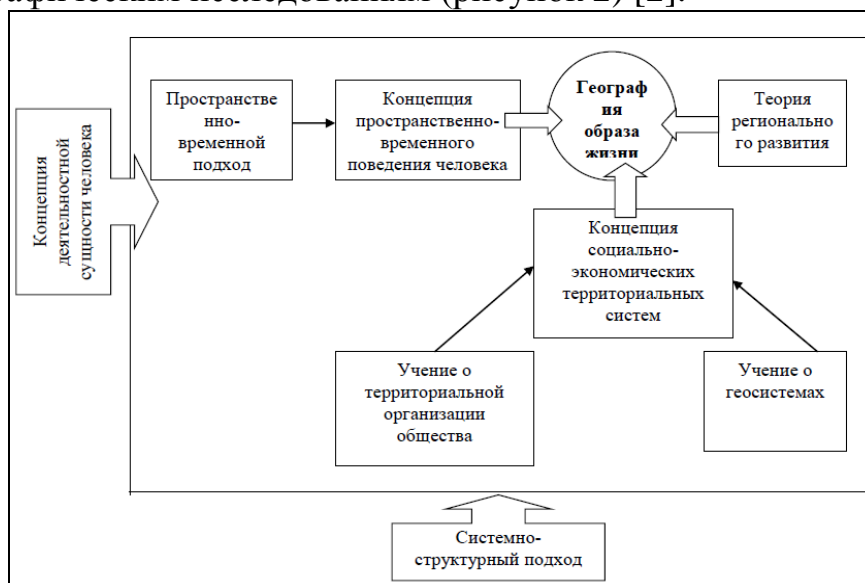 афическим исследованиям (рисунок 2) [2].
Концепция
деятельностной
сущности человека
Пространстве
нно-
временной
подход
Концепция
пространственно-
временного
поведения человека
Географ
ия
образа
жизни
Теория
регионально
го развития
Концепция
социально-
экономических
территориальных
систем
Учение о
территориальной
организации
общества
Учение о
геосистемах
Системно-
структурный подход